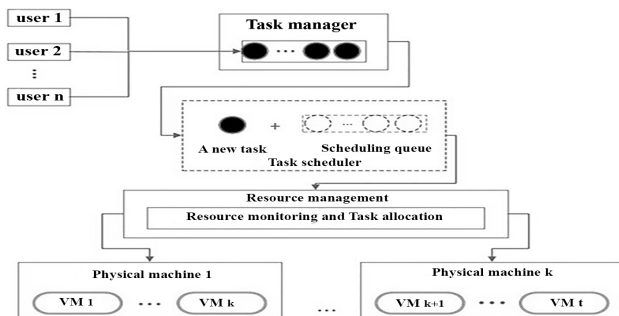 user 1
Task manager
user 2
...
⋮
user n
+
...
A new task
Scheduling queue
Task scheduler
Resource management
Resource monitoring and Task allocation
Physical machine 1
Physical machine k
VM 1
...
VM k
...
VM k+1
...
VM t